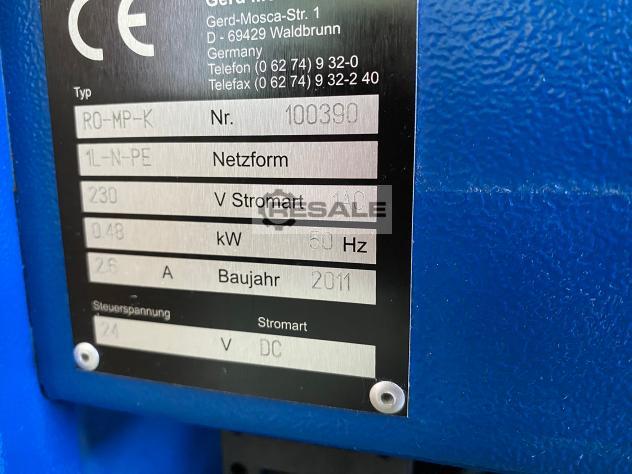 CE
Gerd-Mosca-Str. 1
D - 69429 Waldbrunn
Germany
Telefon (0 62 74) 9 32-0
Telefax (0 62 74) 9 32-2 40
Typ
RO-MP-K Nr. 100390
1L-N-PE Netzform
230 V Stromart 1AC
RESALE
0.48 kW 50 Hz
2.6 A Baujahr 2011
Steuerspannung Stromart
24 V DC